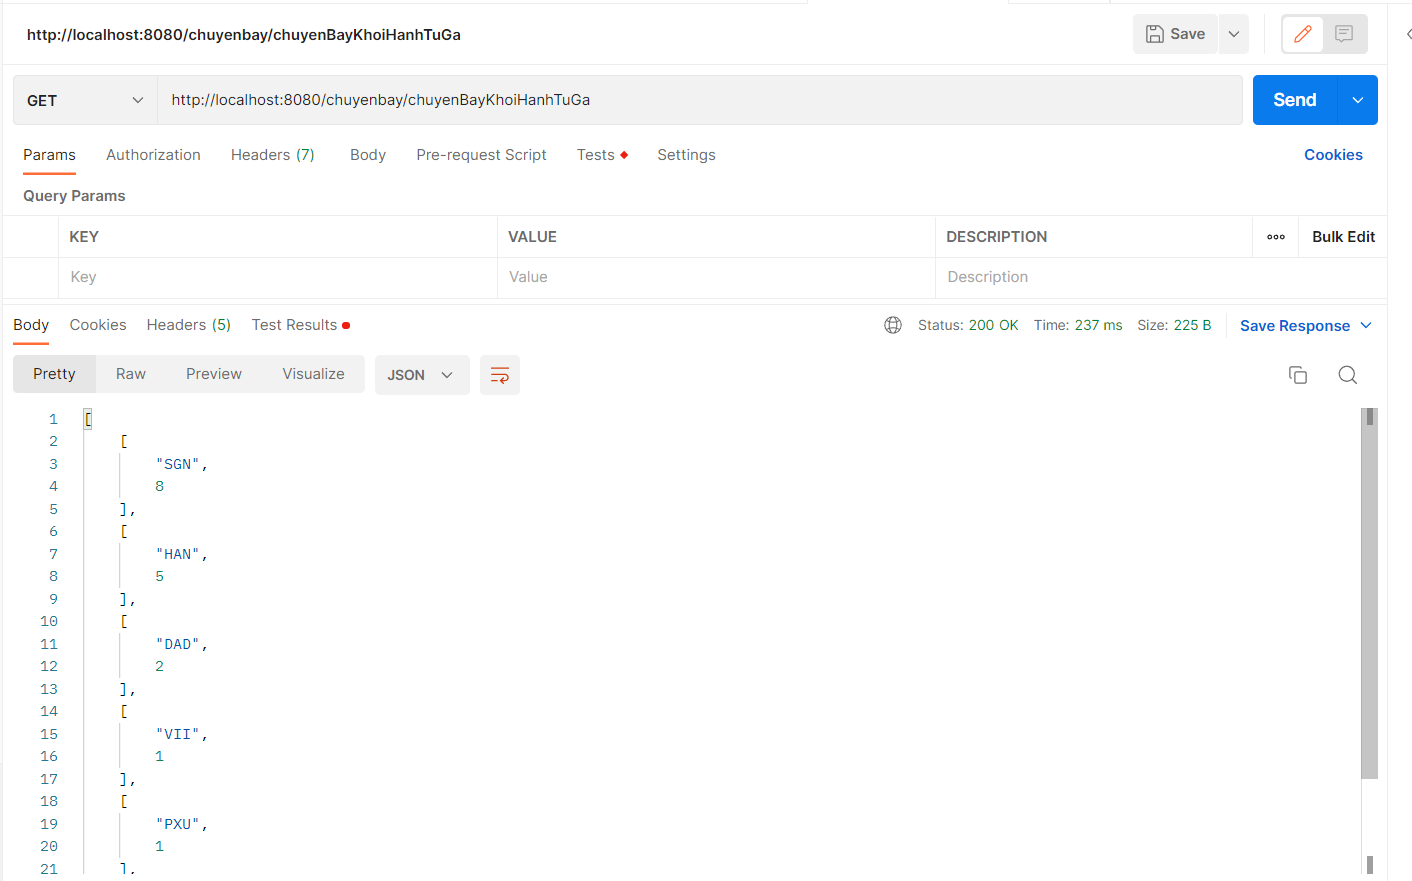 http://localhost:8080/chuyenbay/chuyenBayKhoiHanhTuGa
Save
GET
http://localhost:8080/chuyenbay/chuyenBayKhoiHanhTuGa
Send
Params Authorization Headers (7) Body Pre-request Script Tests Settings Cookies
Query Params
KEY VALUE DESCRIPTION Bulk Edit
Key Value Description
Body Cookies Headers (5) Test Results Status: 200 OK Time: 237 ms Size: 225 B Save Response
Pretty Raw Preview Visualize JSON
1 [
2 [
3 "SGN",
4 8
5 ],
6 [
7 "HAN",
8 5
9 ],
10 [
11 "DAD",
12 2
13 ],
14 [
15 "VII",
16 1
17 ],
18 [
19 "PXU",
20 1
21 ],